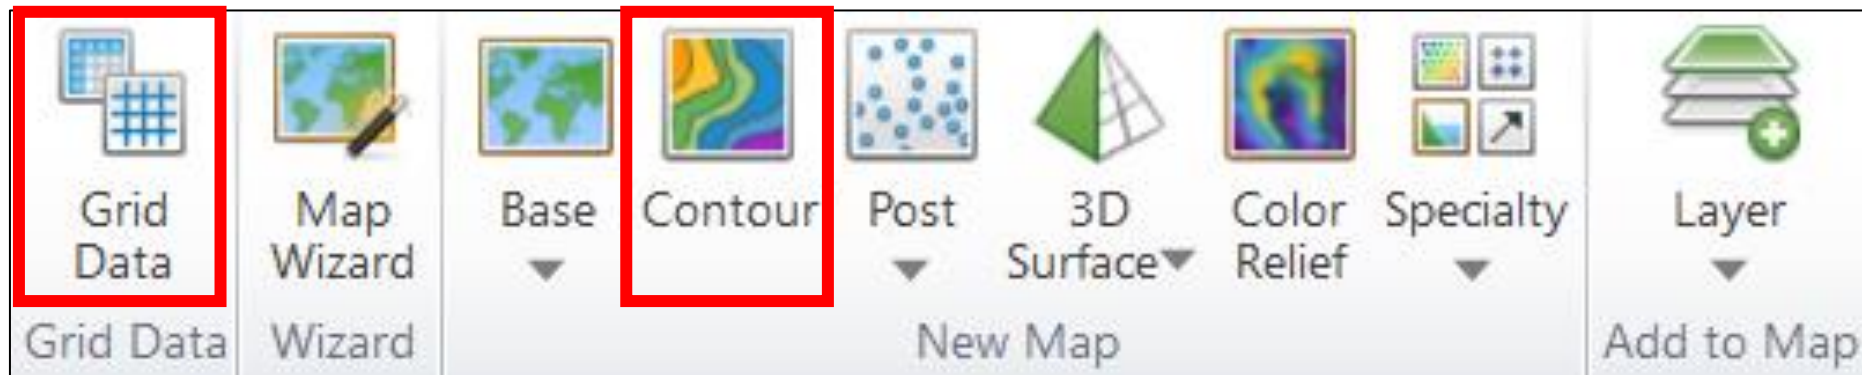 Grid
Data
Map
Wizard
Base
Contour
Post
3D
Surface
Color
Relief
Specialty
Layer
Grid Data
Wizard
New Map
Add to Map